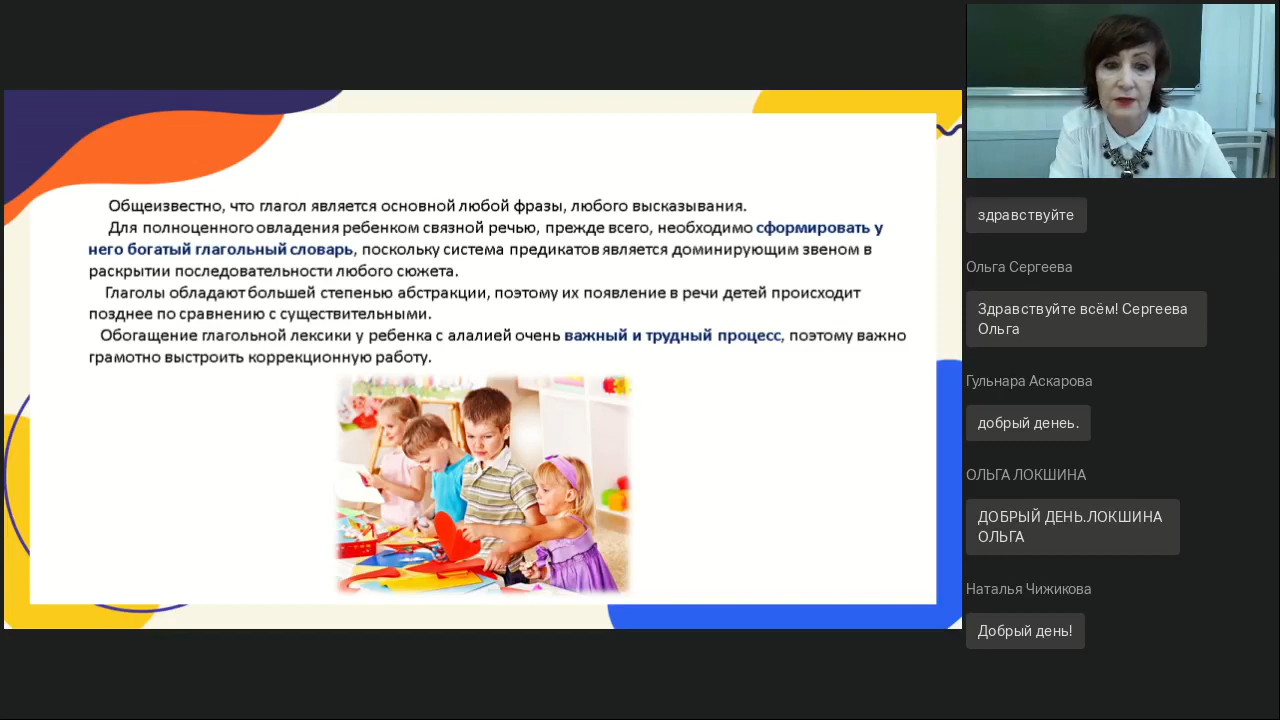 Общеизвестно, что глагол является основной любой фразы, любого высказывания.
Для полноценного овладения ребенком связной речью, прежде всего, необходимо сформировать у
него богатый глагольный словарь, поскольку система предикатов является доминирующим звеном в
раскрытии последовательности любого сюжета.
Глаголы обладают большей степенью абстракции, поэтому их появление в речи детей происходит
позднее по сравнению с существительными.
Обогащение глагольной лексики у ребенка с алалией очень важный и трудный процесс, поэтому важно
грамотно выстроить коррекционную работу.
здравствуйте
Ольга Сергеева
Здравствуйте всём! Сергеева
Ольга
Гульнара Аскарова
добрый денеь.
ОЛЬГА ЛОКШИНА
ДОБРЫЙ ДЕНЬ.ЛОКШИНА
ОЛЬГА
Наталья Чижикова
Добрый день!